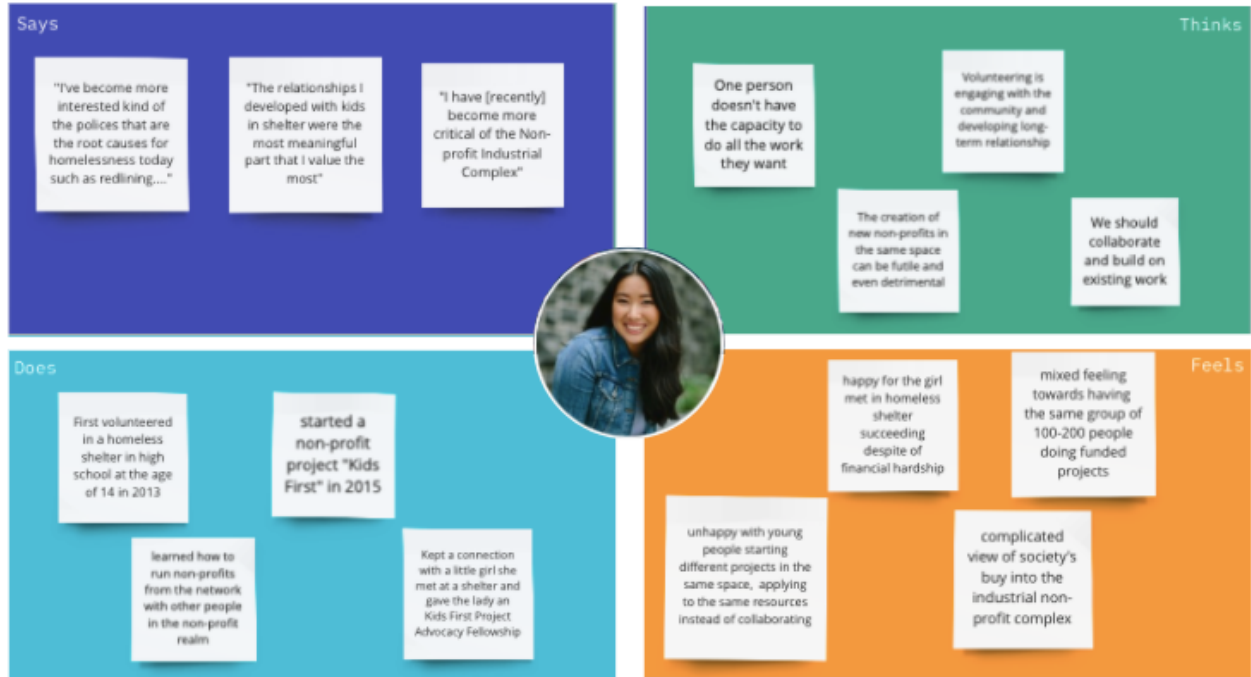 Says
"I've become more
interested kind of
the polices that are
the root causes for
homelessness today
such as redlining,..."
"The relationships I
developed with kids
in shelter were the
most meaningful
part that I value the
most"
"I have [recently]
become more
critical of the Non-
profit Industrial
Complex"
Thinks
One person
doesn't have
the capacity to
do all the work
they want
Volunteering is
engaging with the
community and
developing long-
term relationship
The creation of
new non-profits in
the same space
can be futile and
even detrimental
We should
collaborate
and build on
existing work
Does
First volunteered
in a homeless
shelter in high
school at the age
of 14 in 2013
started a
non-profit
project "Kids
First" in 2015
learned how to
run non-profits
from the network
with other people
in the non-profit
realm
Kept a connection
with a little girl she
met at a shelter and
gave the lady an
Kids First Project
Advocacy Fellowship
Feels
happy for the girl
met in homeless
shelter
succeeding
despite of
financial hardship
mixed feeling
towards having
the same group of
100-200 people
doing funded
projects
unhappy with young
people starting
different projects in the
same space, applying
to the same resources
instead of collaborating
complicated
view of society's
buy into the
industrial non-
profit complex